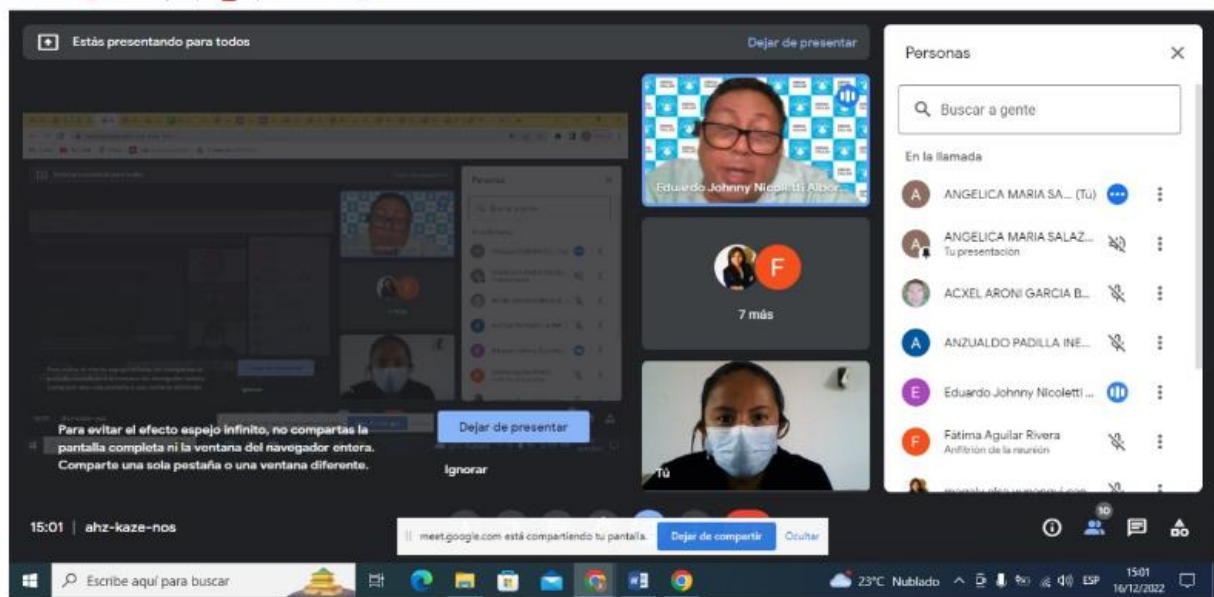 Estás presentando para todos
Dejar de presentar
Personas
Buscar a gente
En la llamada
ANGELICA MARIA SA... (Tú)
ANGELICA MARIA SALAZ...
Tu presentación
ACXEL ARONI GARCIA B...
ANZUALDO PADILLA INE...
Eduardo Johnny Nicoletti ...
Fátima Aguilar Rivera
Anfitrión de la reunión
Eduardo Johnny Nicoletti Albor...
F
7 más
Tú
Para evitar el efecto espejo infinito, no compartas la
pantalla completa ni la ventana del navegador entera.
Comparte una sola pestaña o una ventana diferente.
Dejar de presentar
Ignorar
15:01 | ahz-kaze-nos
meet.google.com está compartiendo tu pantalla.
Dejar de compartir
Ocultar
10
Escribe aquí para buscar
23°C Nublado
ESP
15:01
16/12/2022